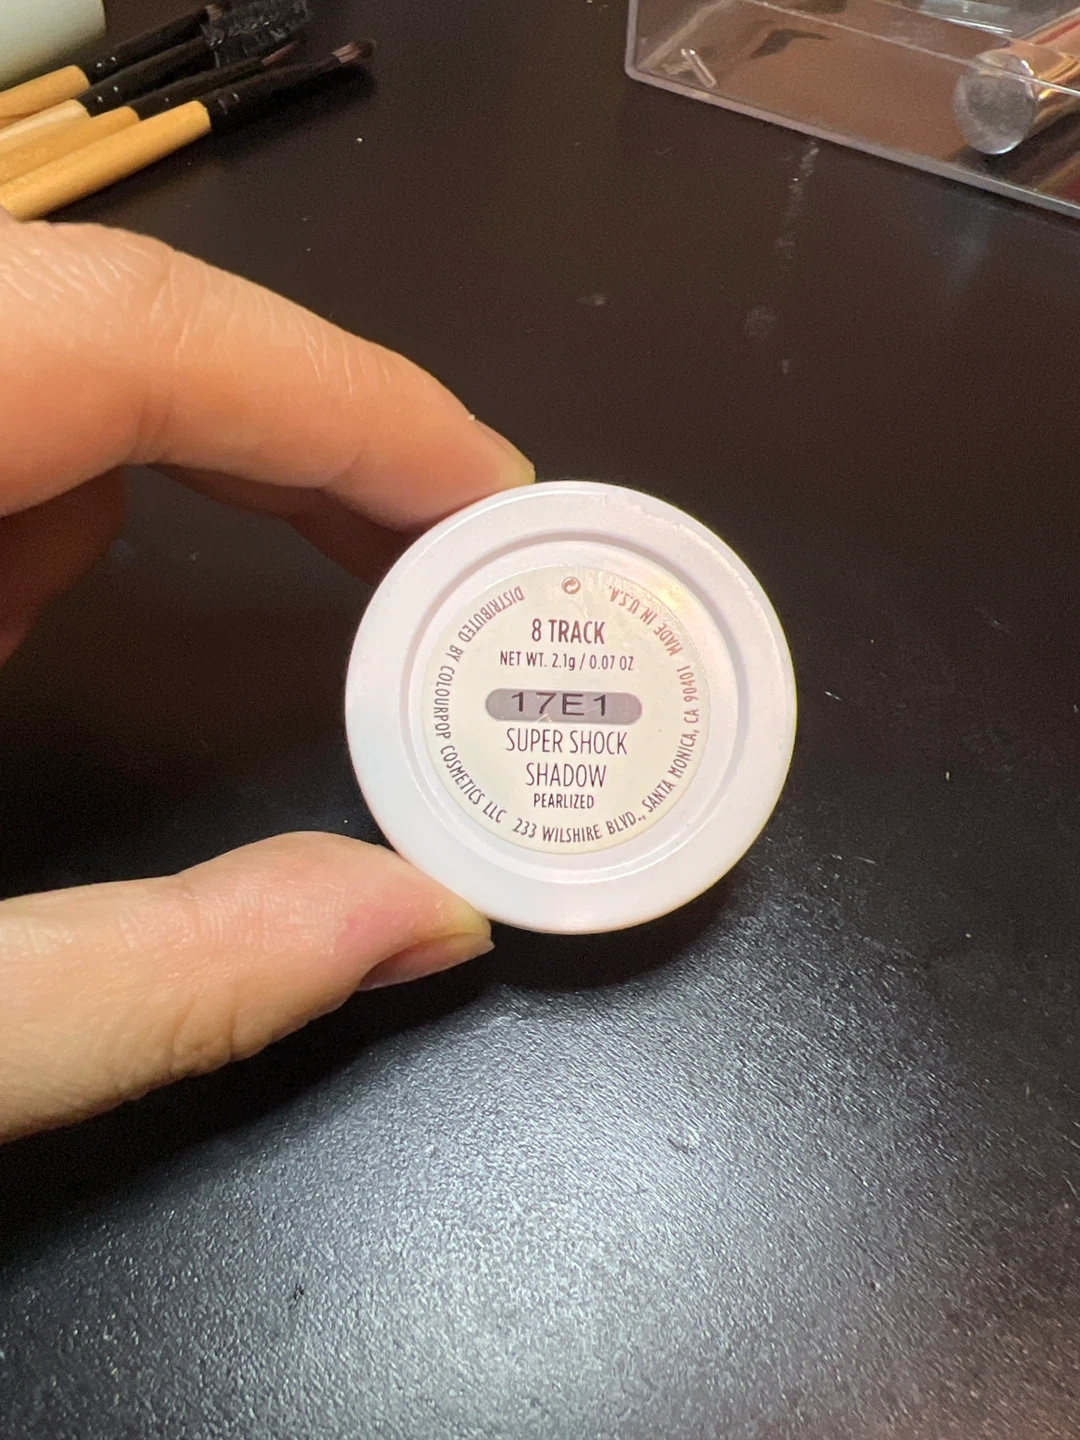 8 TRACK
NET WT. 2.1g / 0.07 OZ
17E1
SUPER SHOCK
SHADOW
PEARLIZED
DISTRIBUTED BY COLOURPOP COSMETICS LLC 233 WILSHIRE BLVD., SANTA MONICA, CA 90401 MADE IN U.S.A.